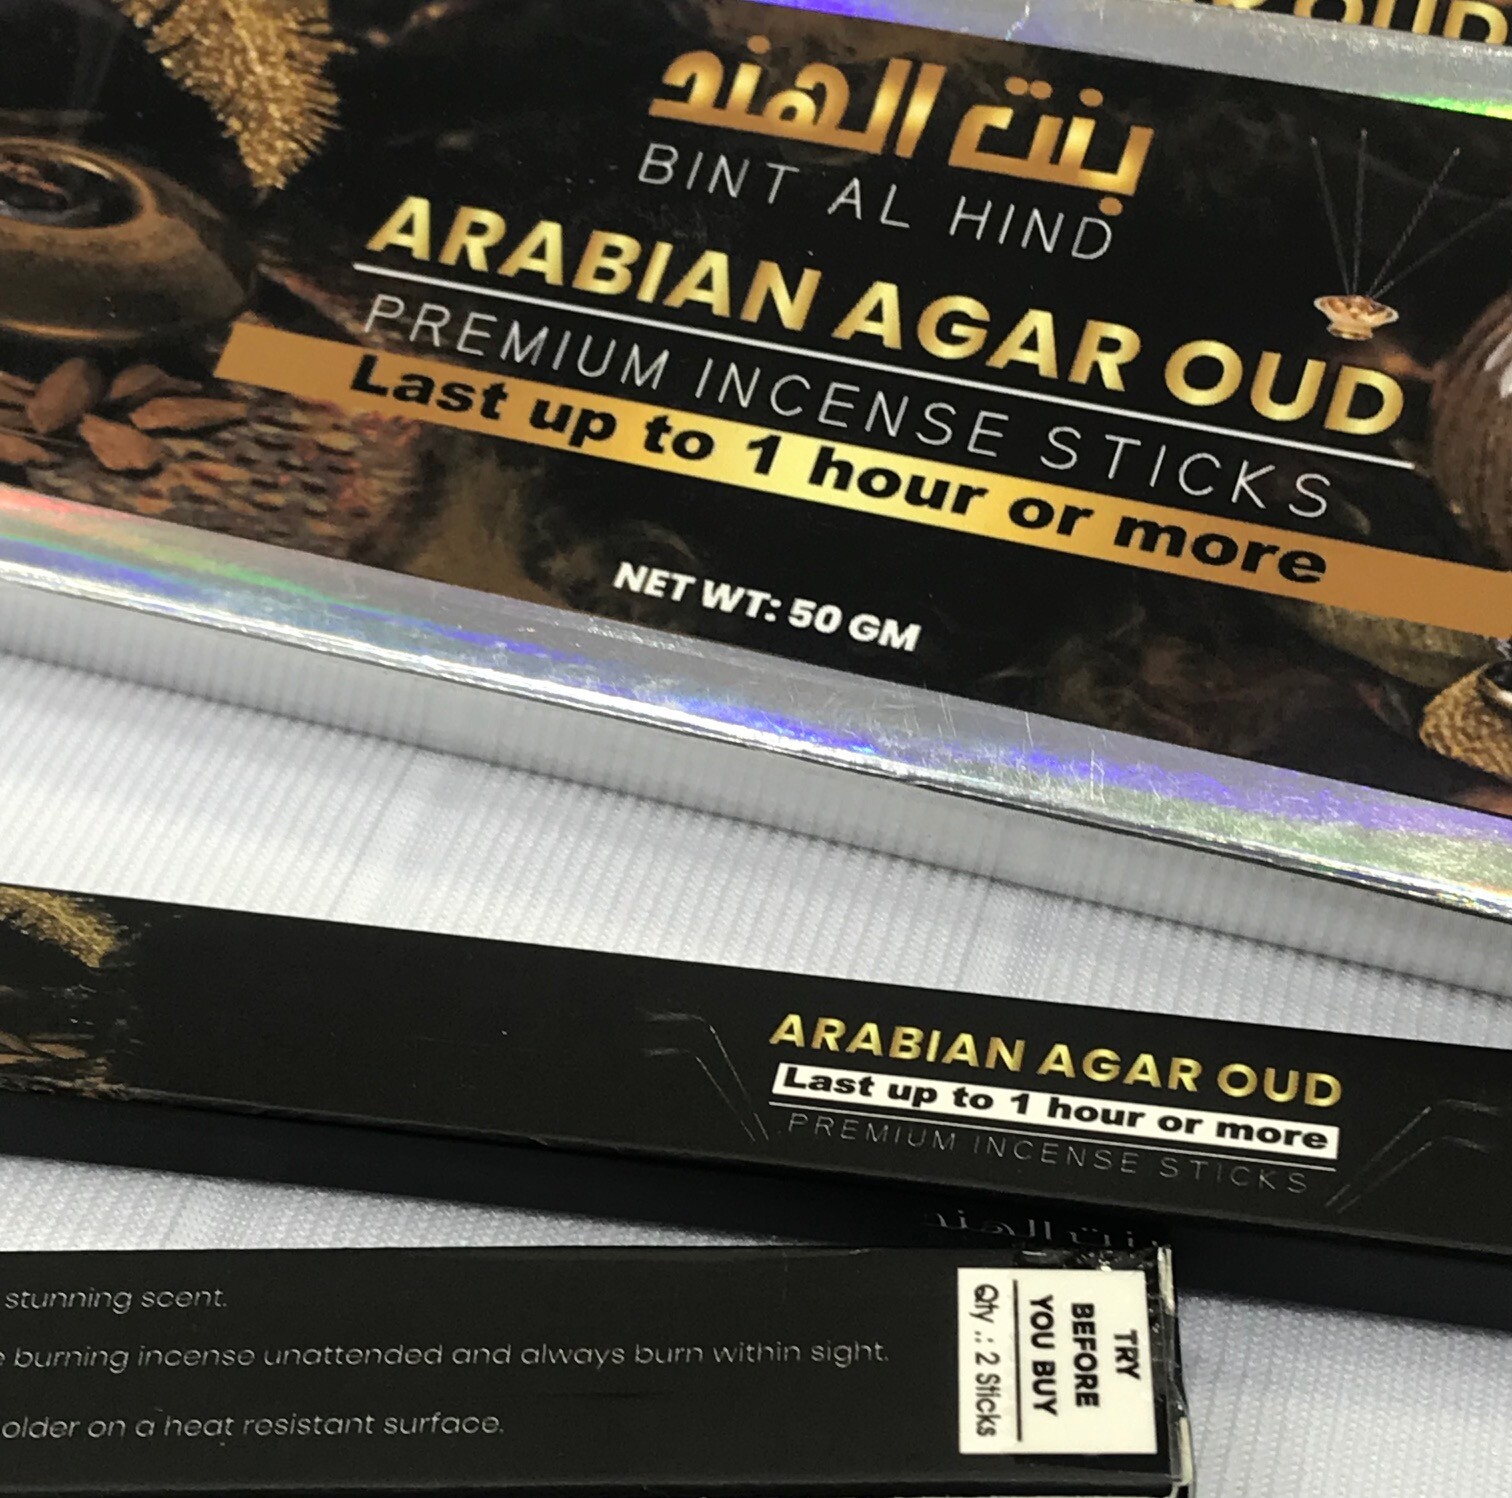 OUD
بنت الهند
BINT AL HIND
ARABIAN AGAR OUD
PREMIUM INCENSE STICKS
Last up to 1 hour or more
NET WT: 50 GM
ARABIAN AGAR OUD
Last up to 1 hour or more
PREMIUM INCENSE STICKS
بنت الهند
stunning scent.
burning incense unattended and always burn within sight.
older on a heat resistant surface.
TRY
BEFORE
YOU BUY
Qty .: 2 Sticks